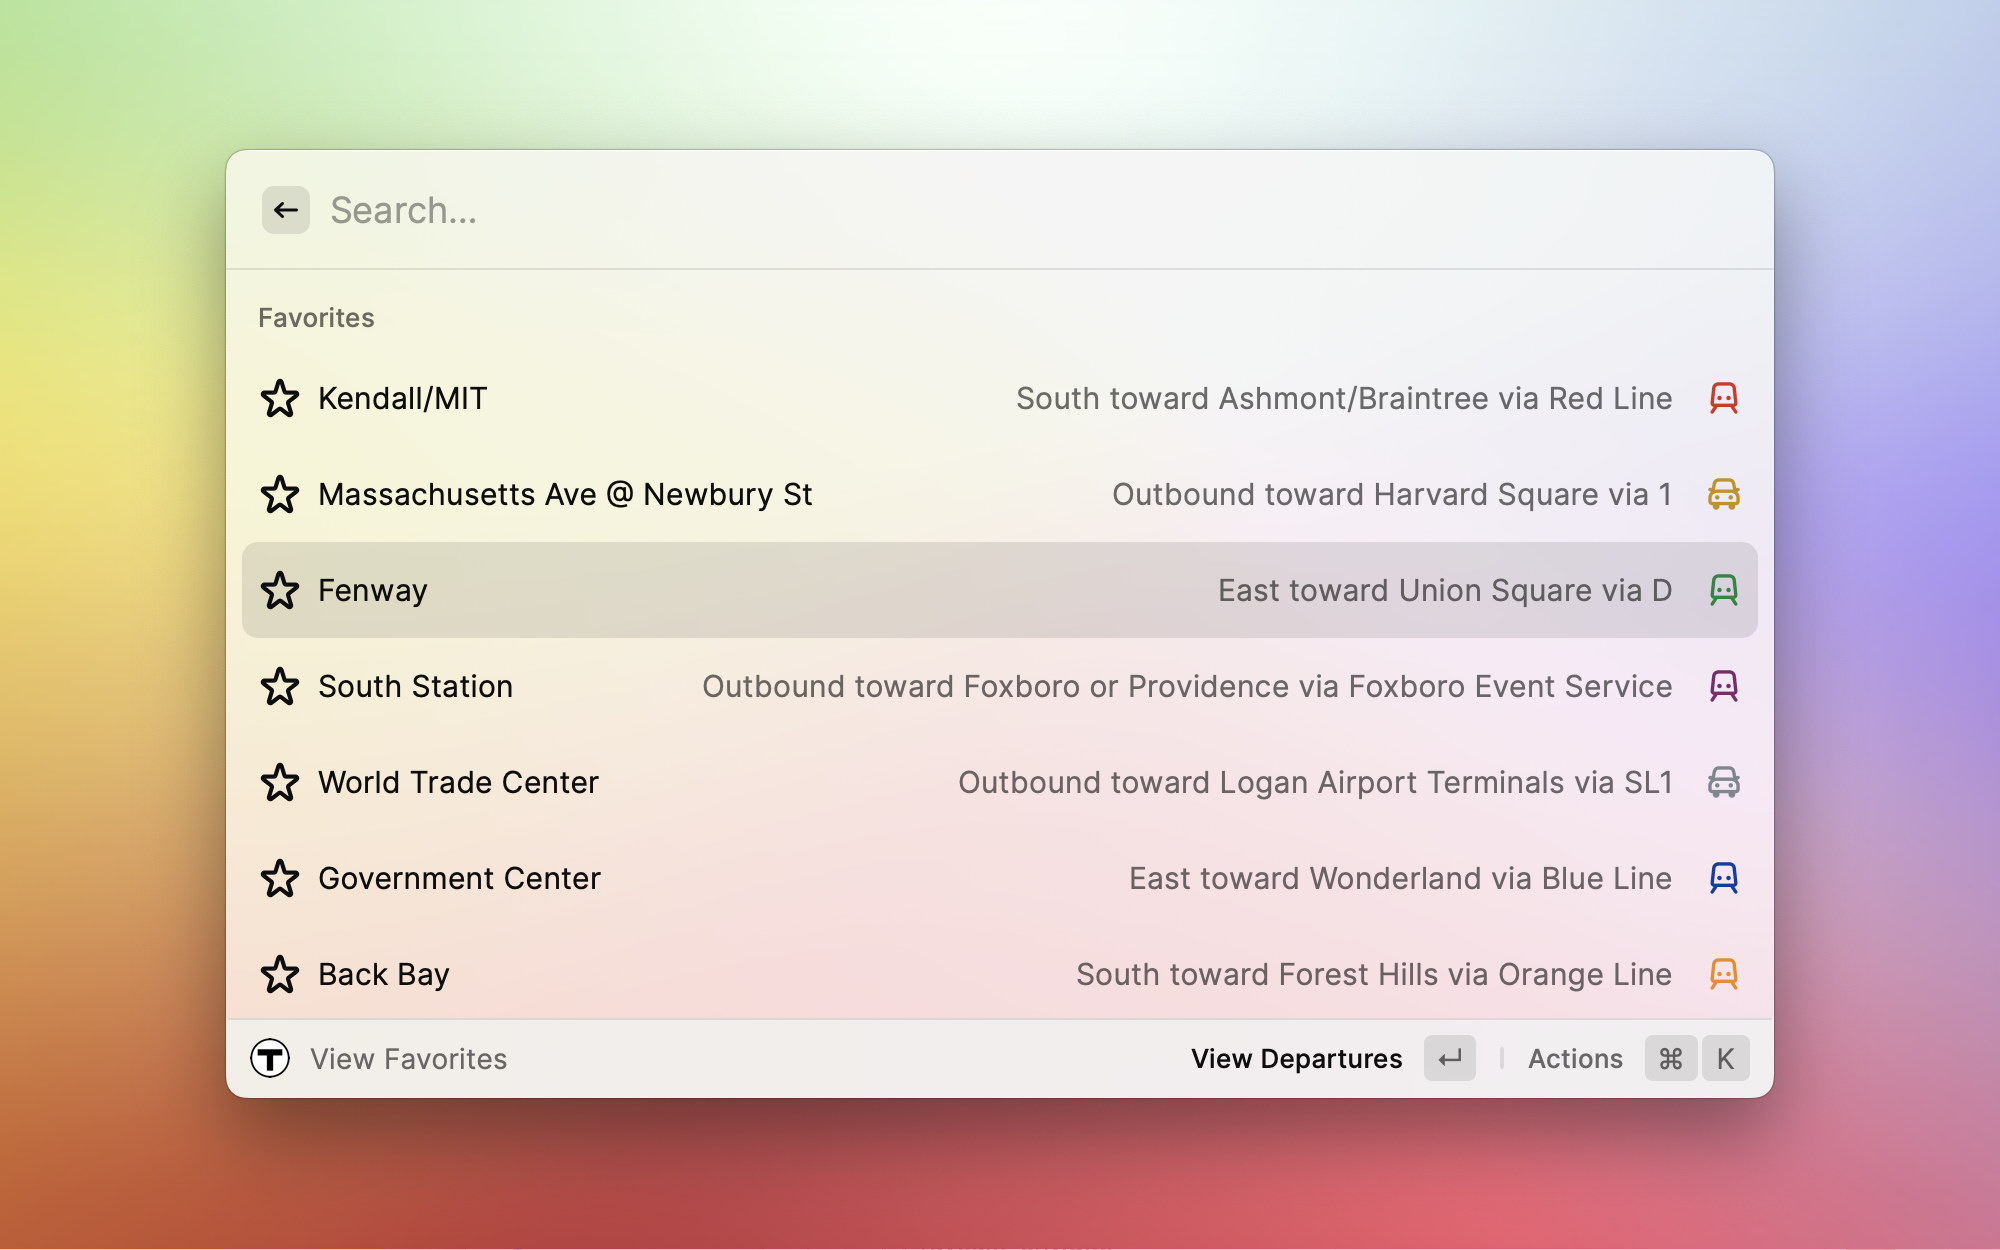 Search...
Favorites
Kendall/MIT South toward Ashmont/Braintree via Red Line
Massachusetts Ave @ Newbury St Outbound toward Harvard Square via 1
Fenway East toward Union Square via D
South Station Outbound toward Foxboro or Providence via Foxboro Event Service
World Trade Center Outbound toward Logan Airport Terminals via SL1
Government Center East toward Wonderland via Blue Line
Back Bay South toward Forest Hills via Orange Line
T View Favorites View Departures ↵ Actions ⌘ K